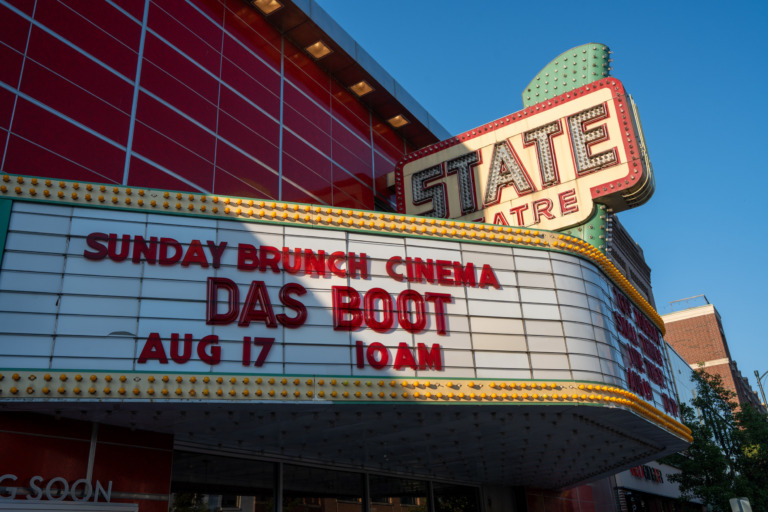 STATE
THEATRE
SUNDAY BRUNCH CINEMA
DAS BOOT
AUG 17 10AM
G SOON